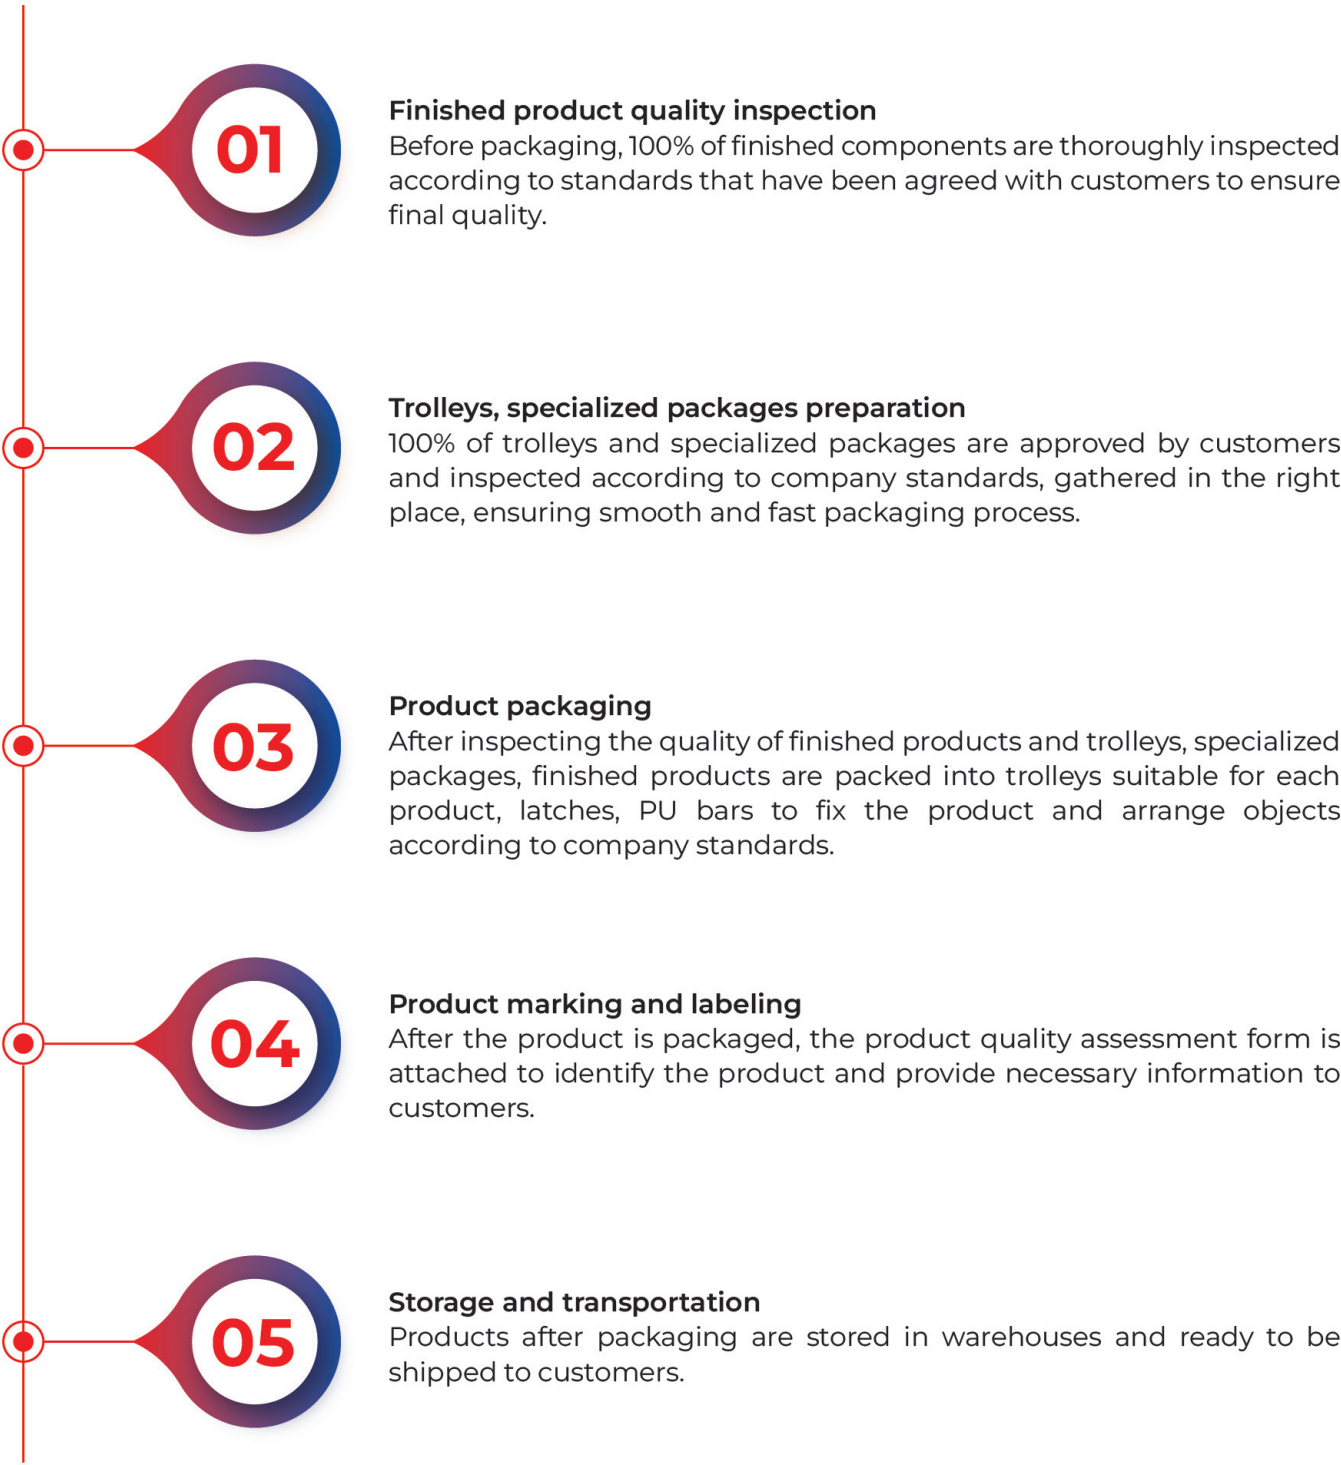 01
Finished product quality inspection
Before packaging, 100% of finished components are thoroughly inspected
according to standards that have been agreed with customers to ensure
final quality.
02
Trolleys, specialized packages preparation
100% of trolleys and specialized packages are approved by customers
and inspected according to company standards, gathered in the right
place, ensuring smooth and fast packaging process.
03
Product packaging
After inspecting the quality of finished products and trolleys, specialized
packages, finished products are packed into trolleys suitable for each
product, latches, PU bars to fix the product and arrange objects
according to company standards.
04
Product marking and labeling
After the product is packaged, the product quality assessment form is
attached to identify the product and provide necessary information to
customers.
05
Storage and transportation
Products after packaging are stored in warehouses and ready to be
shipped to customers.